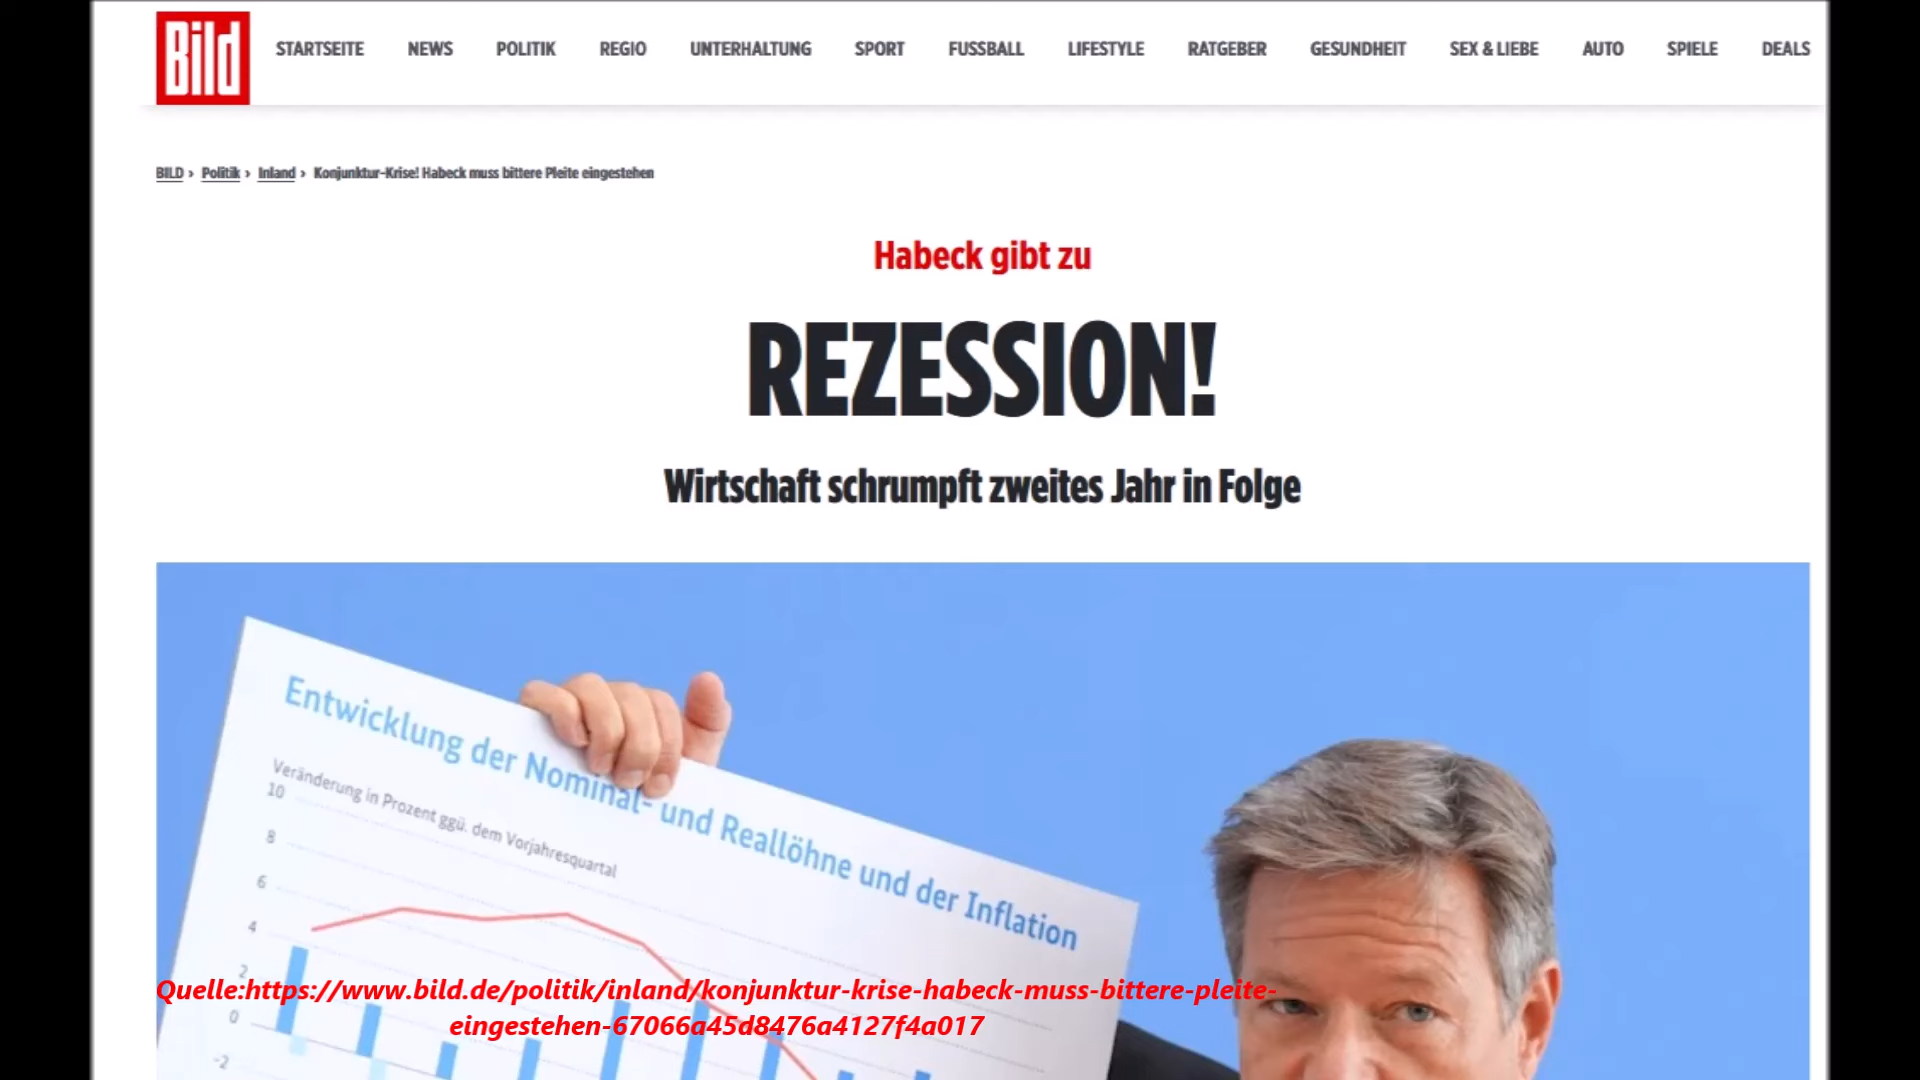 Bild
STARTSEITE NEWS POLITIK REGIO UNTERHALTUNG SPORT FUSSBALL LIFESTYLE RATGEBER GESUNDHEIT SEX & LIEBE AUTO SPIELE DEALS
BILD › Politik › Inland › Konjunktur-Krise! Habeck muss bittere Pleite eingestehen
Habeck gibt zu
REZESSION!
Wirtschaft schrumpft zweites Jahr in Folge
Entwicklung der Nominal- und Reallöhne und der Inflation
Veränderung in Prozent ggü. dem Vorjahresquartal
10
8
6
4
2
0
-2
Quelle:https://www.bild.de/politik/inland/konjunktur-krise-habeck-muss-bittere-pleite-
eingestehen-67066a45d8476a4127f4a017